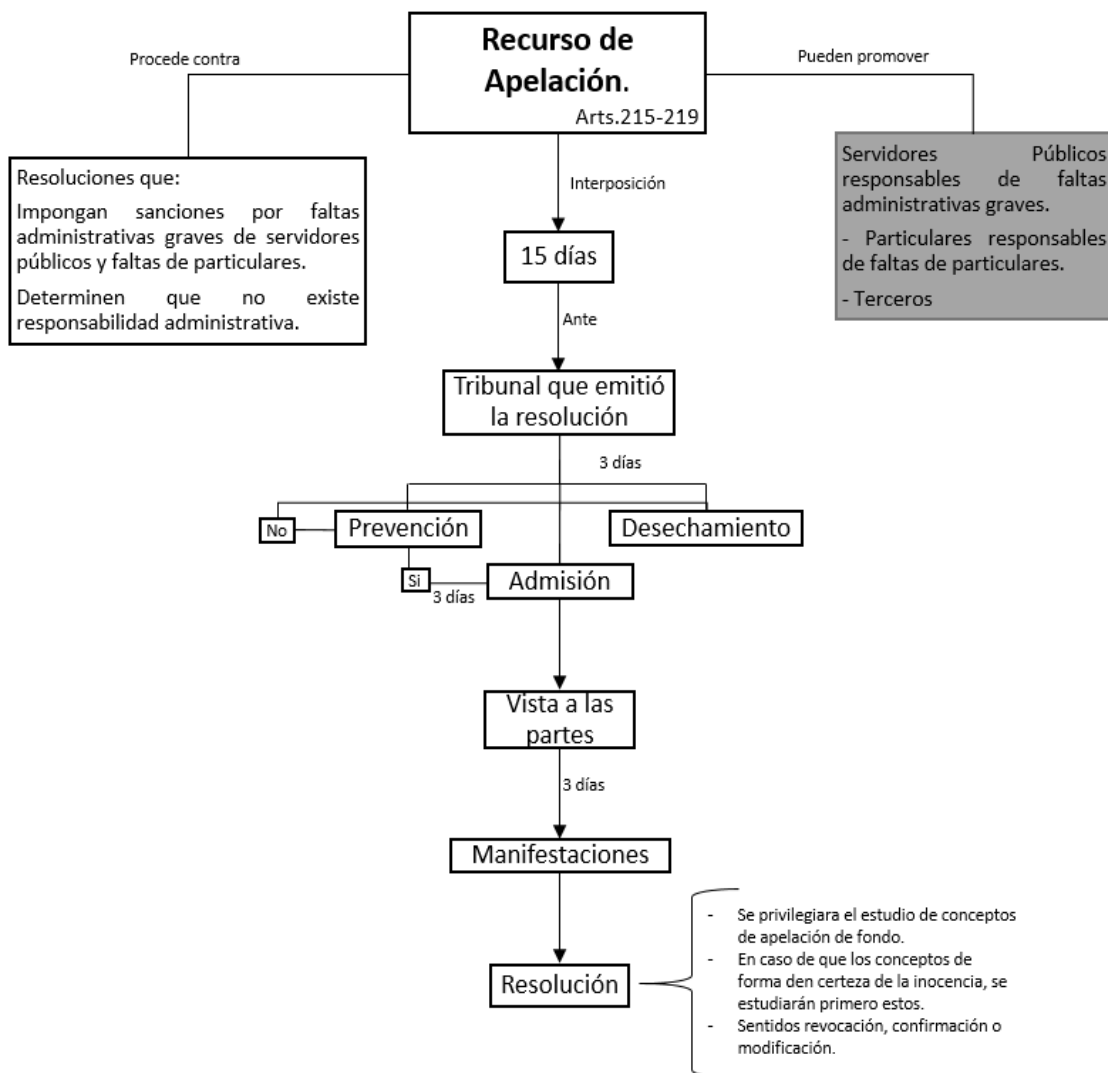 Recurso de
Apelación.
Arts.215-219
Procede contra
Pueden promover
Resoluciones que:
Impongan sanciones por faltas
administrativas graves de servidores
públicos y faltas de particulares.
Determinen que no existe
responsabilidad administrativa.
Servidores Públicos
responsables de faltas
administrativas graves.
- Particulares responsables
de faltas de particulares.
- Terceros
Interposición
15 días
Ante
Tribunal que emitió
la resolución
3 días
No
Prevención
Desechamiento
Si
3 días
Admisión
Vista a las
partes
3 días
Manifestaciones
Resolución
- Se privilegiara el estudio de conceptos
de apelación de fondo.
- En caso de que los conceptos de
forma den certeza de la inocencia, se
estudiarán primero estos.
- Sentidos revocación, confirmación o
modificación.